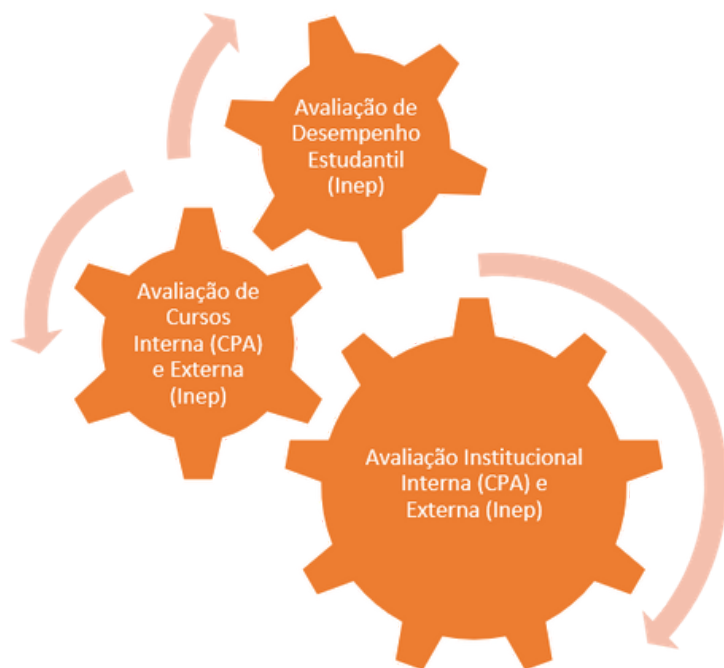 Avaliação de
Desempenho
Estudantil
(Inep)
Avaliação de
Cursos
Interna (CPA)
e Externa
(Inep)
Avaliação Institucional
Interna (CPA) e
Externa (Inep)